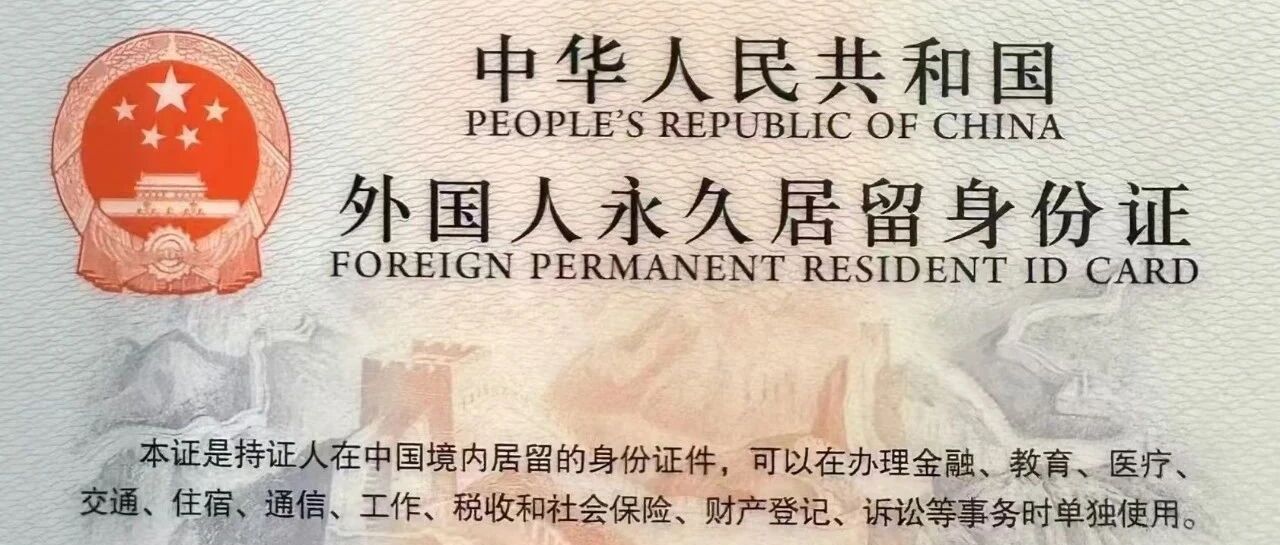 中华人民共和国
PEOPLE'S REPUBLIC OF CHINA
外国人永久居留身份证
FOREIGN PERMANENT RESIDENT ID CARD
本证是持证人在中国境内居留的身份证件，可以在办理金融、教育、医疗、
交通、住宿、通信、工作、税收和社会保险、财产登记、诉讼等事务时单独使用。